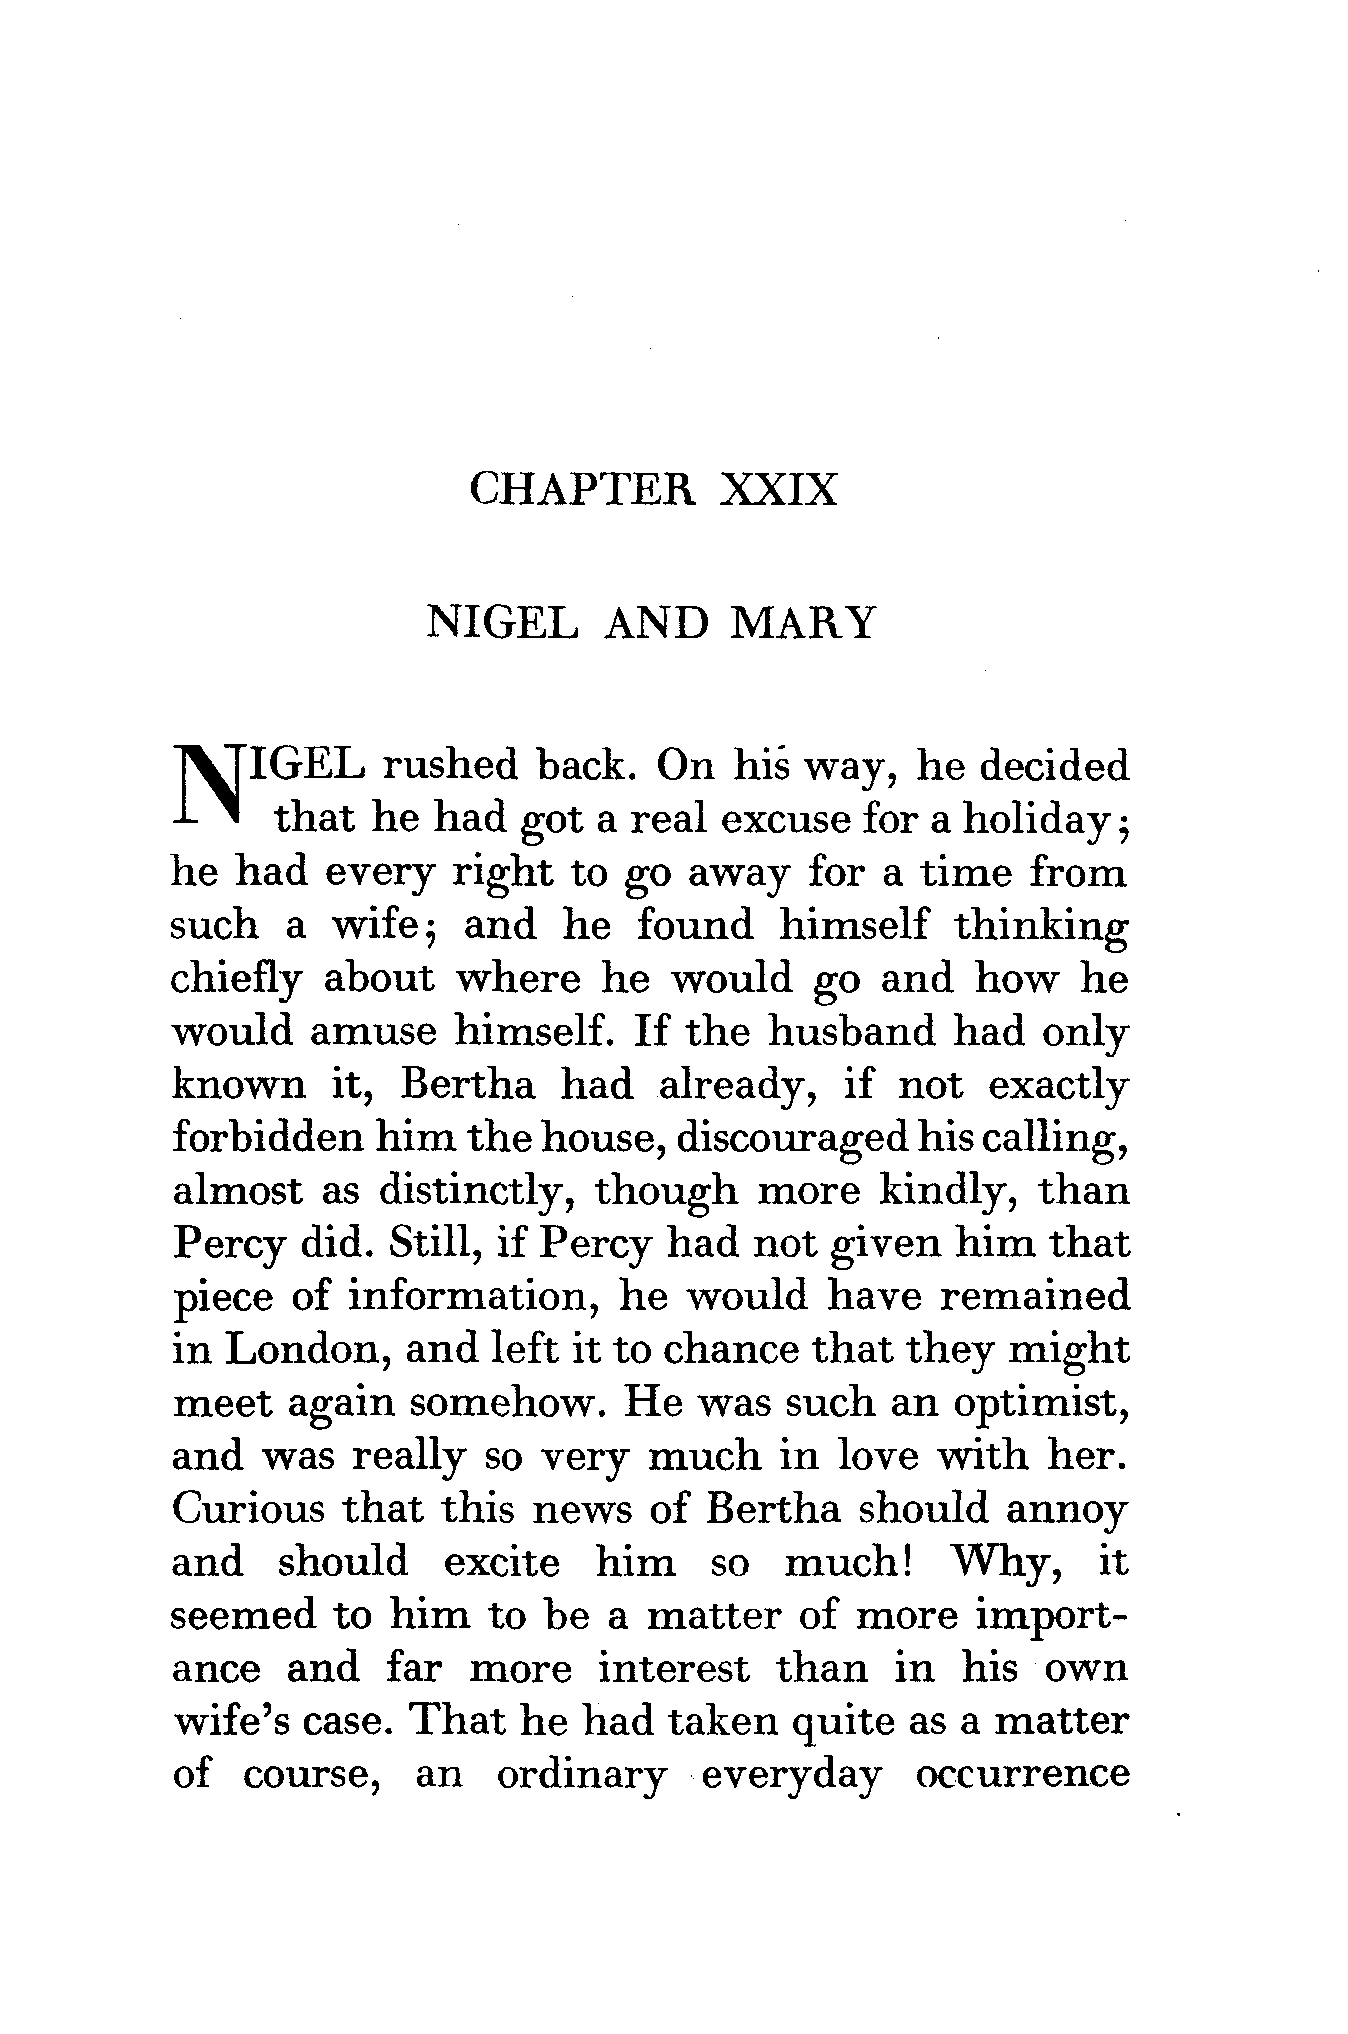 CHAPTER XXIX
NIGEL AND MARY
NIGEL rushed back. On his way, he decided
that he had got a real excuse for a holiday;
he had every right to go away for a time from
such a wife; and he found himself thinking
chiefly about where he would go and how he
would amuse himself. If the husband had only
known it, Bertha had already, if not exactly
forbidden him the house, discouraged his calling,
almost as distinctly, though more kindly, than
Percy did. Still, if Percy had not given him that
piece of information, he would have remained
in London, and left it to chance that they might
meet again somehow. He was such an optimist,
and was really so very much in love with her.
Curious that this news of Bertha should annoy
and should excite him so much! Why, it
seemed to him to be a matter of more import-
ance and far more interest than in his own
wife's case. That he had taken quite as a matter
of course, an ordinary everyday occurrence